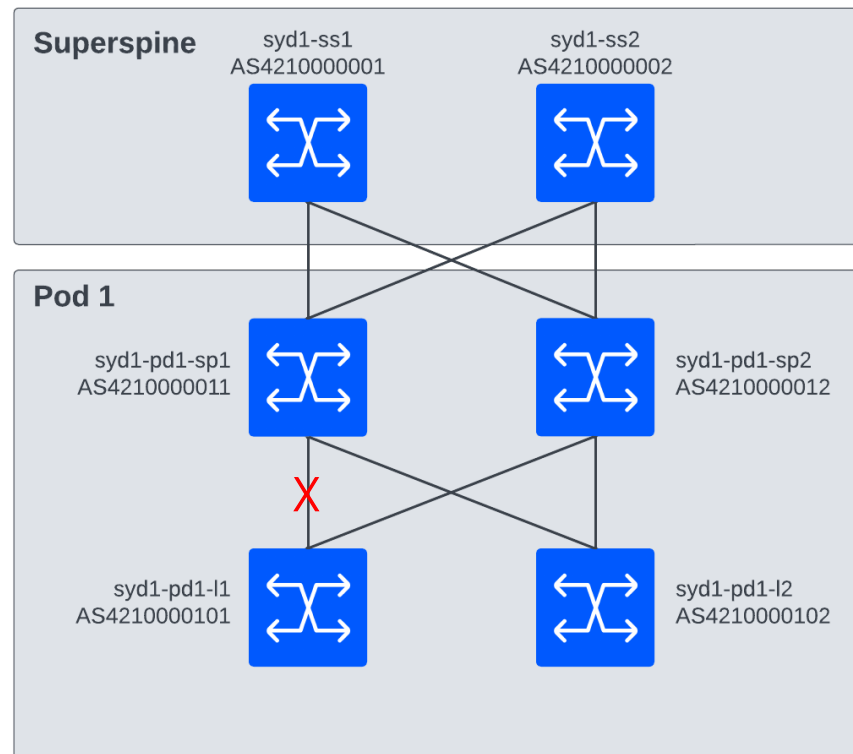 Superspine
syd1-ss1
AS4210000001
syd1-ss2
AS4210000002
Pod 1
syd1-pd1-sp1
AS4210000011
syd1-pd1-sp2
AS4210000012
X
syd1-pd1-l1
AS4210000101
syd1-pd1-l2
AS4210000102